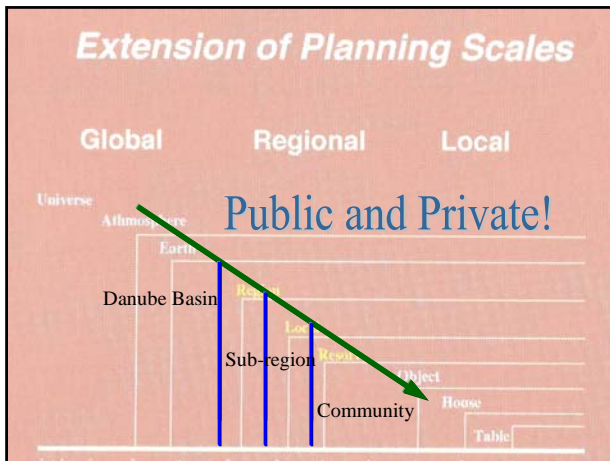 Extension of Planning Scales
Global Regional Local
Universe
Public and Private!
Athmosphere
Earth
Danube Basin
Region
Sub-region
Object
Community
House
Table